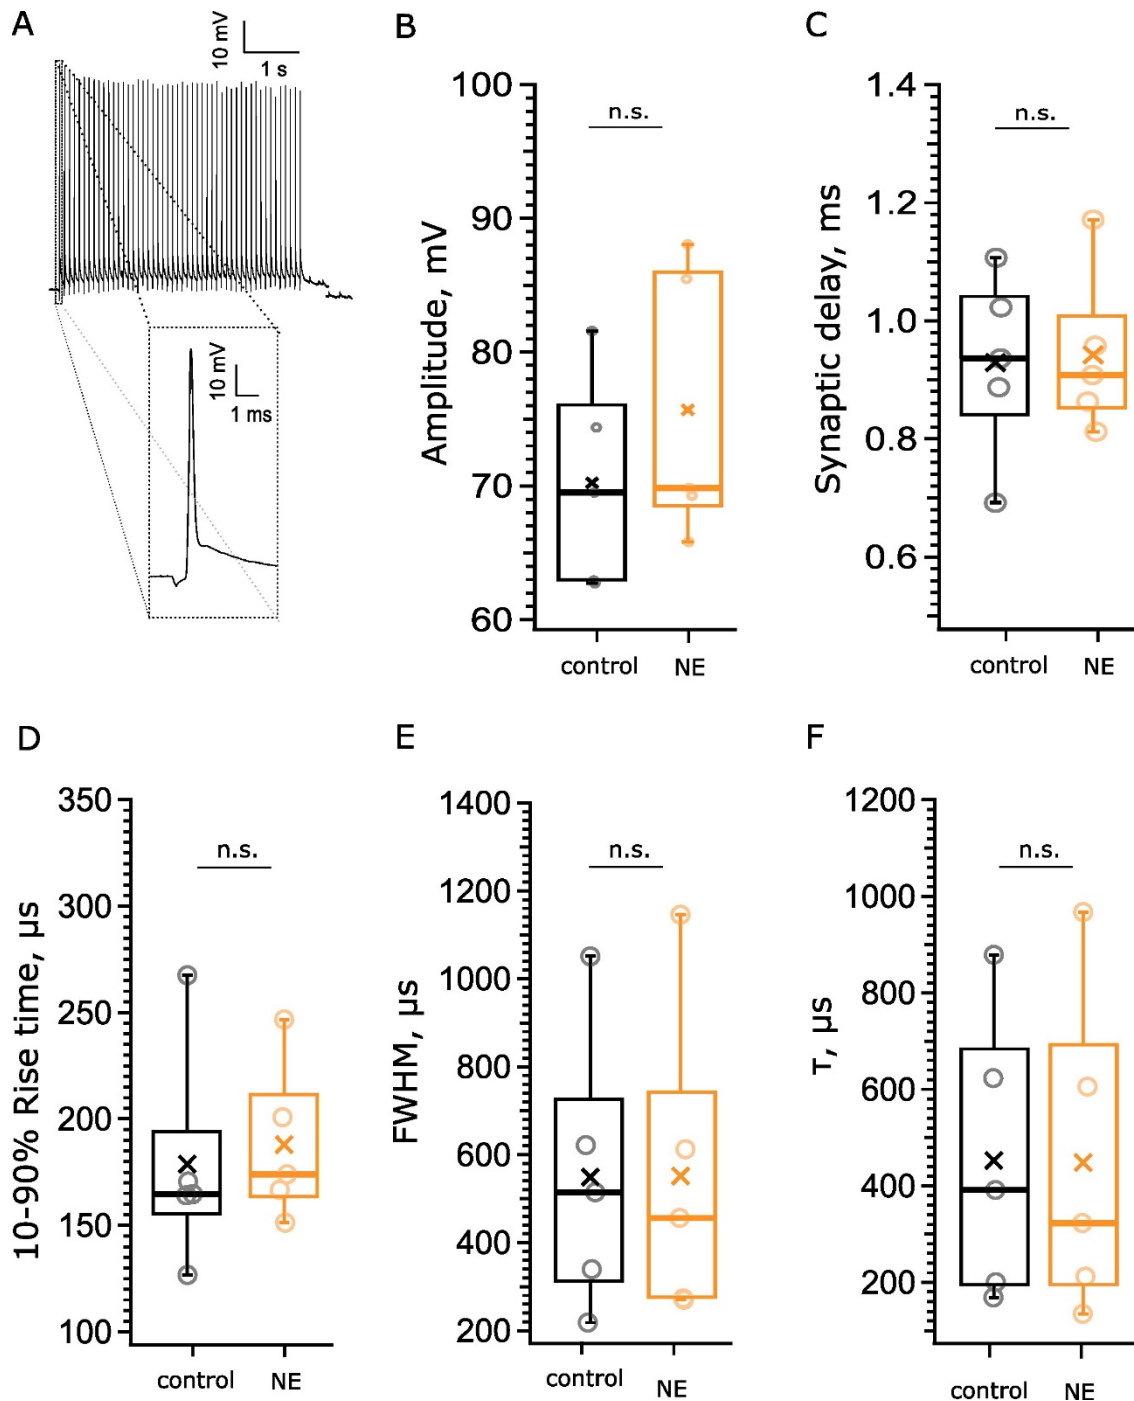 A
10 mV
1 s
10 mV
1 ms
B
Amplitude, mV
100
90
80
70
60
n.s.
control NE
C
Synaptic delay, ms
1.4
1.2
1.0
0.8
0.6
n.s.
control NE
D
10-90% Rise time, µs
350
300
250
200
150
100
n.s.
control NE
E
FWHM, µs
1400
1200
1000
800
600
400
200
n.s.
control NE
F
τ, µs
1200
1000
800
600
400
200
n.s.
control NE